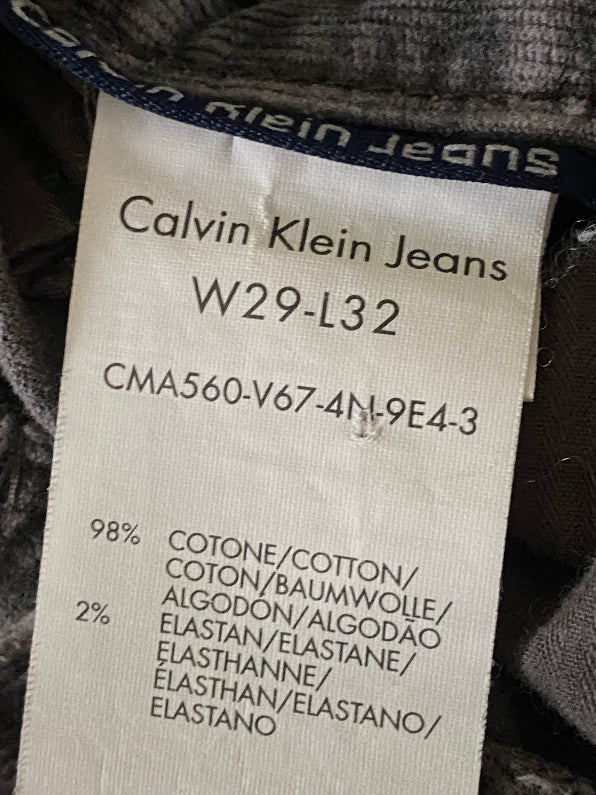 Calvin Klein Jeans
Calvin Klein Jeans
W29-L32
CMA560-V67-4N-9E4-3
98% COTONE/COTTON/
COTON/BAUMWOLLE/
ALGODÓN/ALGODÃO
2% ELASTAN/ELASTANE/
ELASTHANNE/
ÉLASTHAN/ELASTANO/
ELASTANO